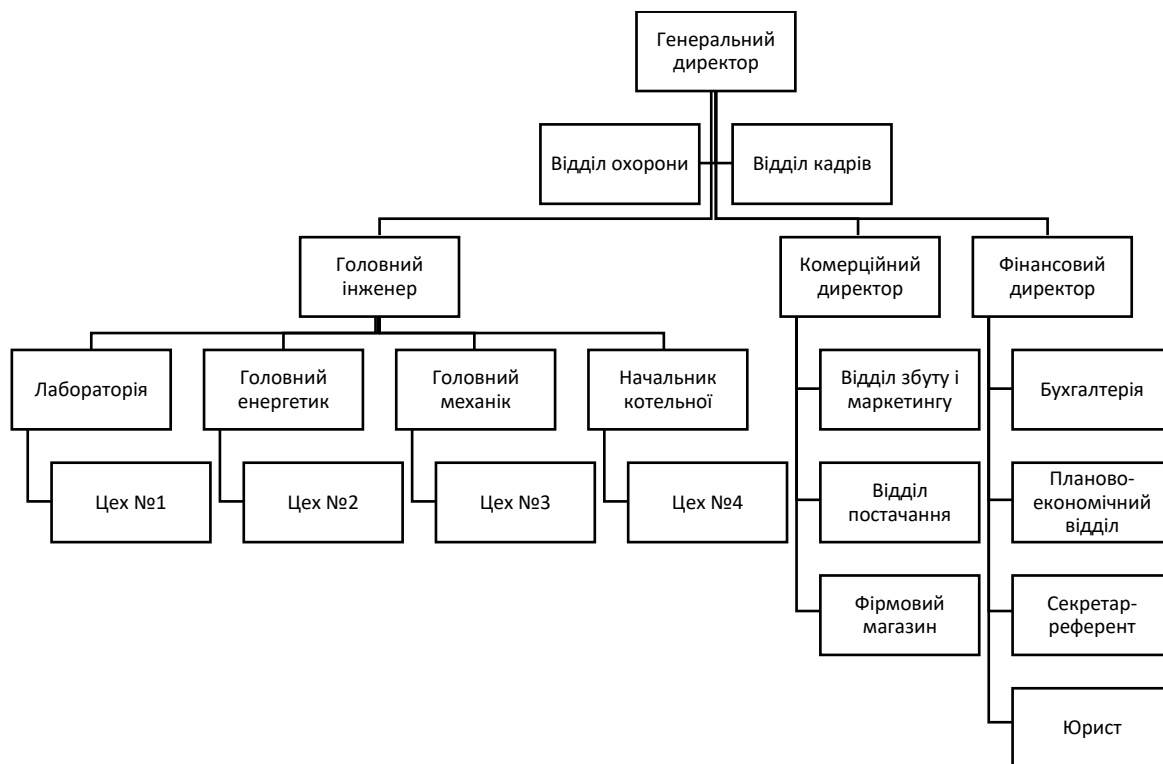 Генеральний
директор
Відділ охорони
Відділ кадрів
Головний
інженер
Комерційний
директор
Фінансовий
директор
Лабораторія
Головний
енергетик
Головний
механік
Начальник
котельної
Відділ збуту і
маркетингу
Бухгалтерія
Цех №1
Цех №2
Цех №3
Цех №4
Відділ
постачання
Планово-
економічний
відділ
Фірмовий
магазин
Секретар-
референт
Юрист